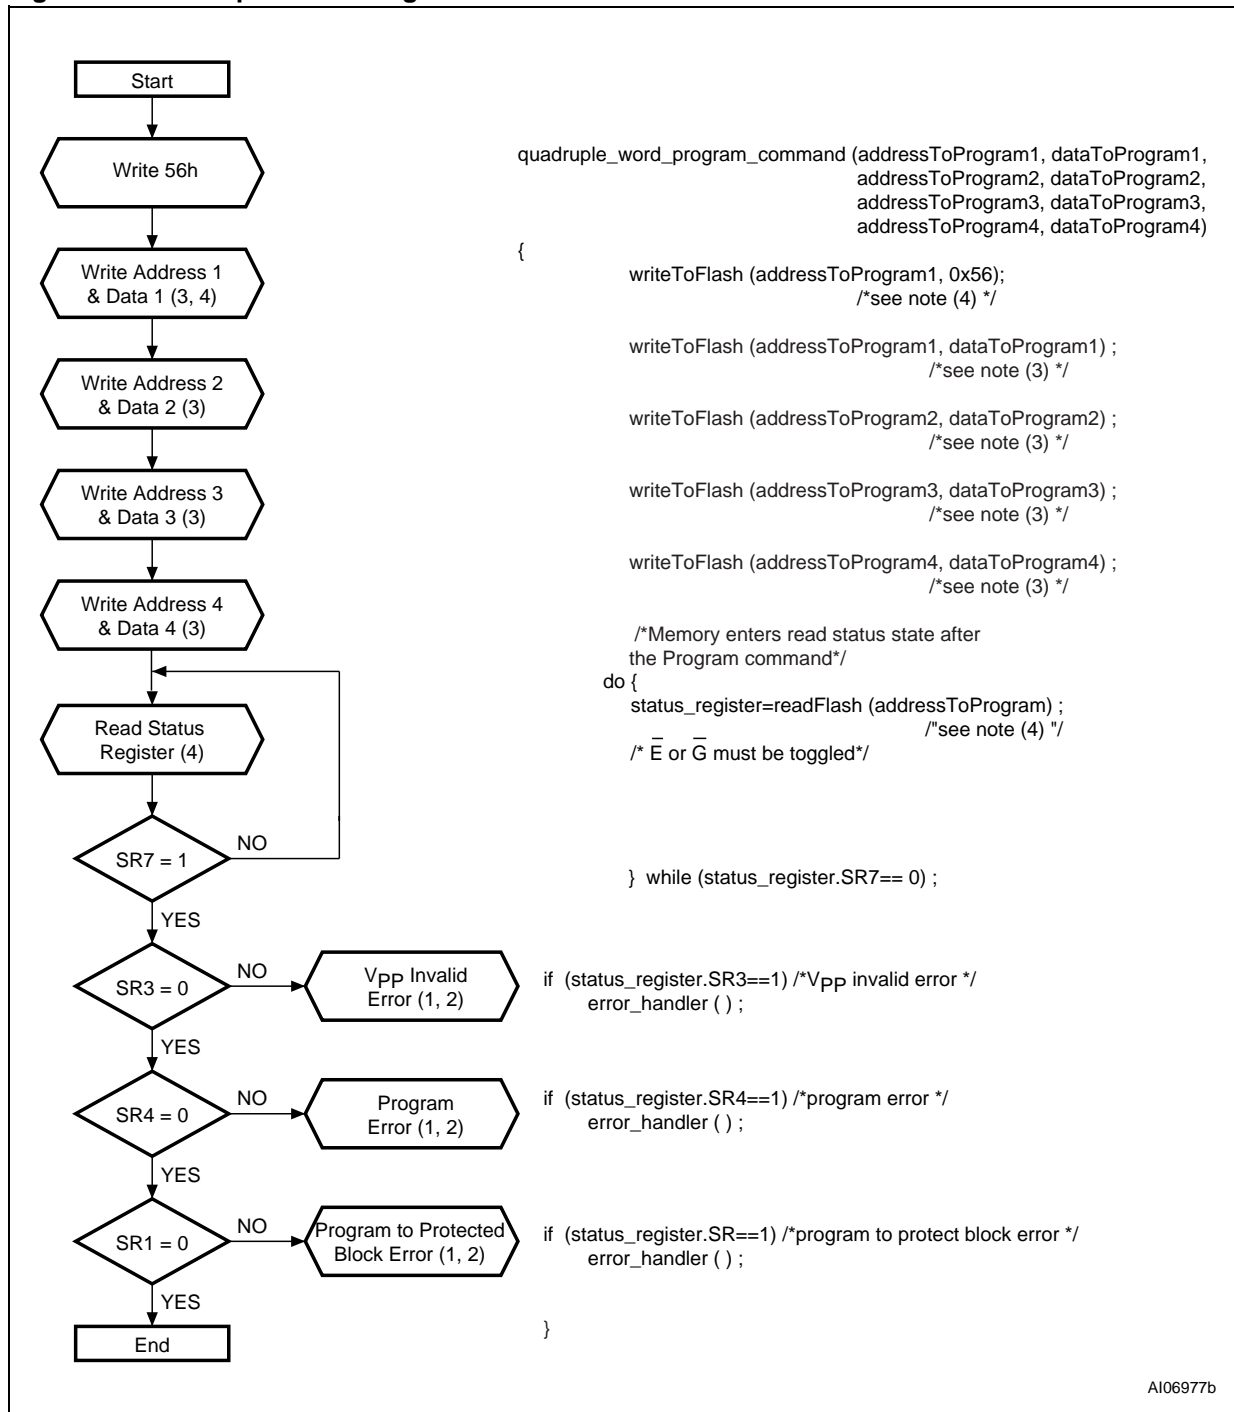 Start
Write 56h
Write Address 1
& Data 1 (3, 4)
Write Address 2
& Data 2 (3)
Write Address 3
& Data 3 (3)
Write Address 4
& Data 4 (3)
Read Status
Register (4)
SR7 = 1
NO
YES
SR3 = 0
NO
VPP Invalid
Error (1, 2)
YES
SR4 = 0
NO
Program
Error (1, 2)
YES
SR1 = 0
NO
Program to Protected
Block Error (1, 2)
YES
End
quadruple_word_program_command (addressToProgram1, dataToProgram1,
addressToProgram2, dataToProgram2,
addressToProgram3, dataToProgram3,
addressToProgram4, dataToProgram4)
{
writeToFlash (addressToProgram1, 0x56);
/*see note (4) */
writeToFlash (addressToProgram1, dataToProgram1) ;
/*see note (3) */
writeToFlash (addressToProgram2, dataToProgram2) ;
/*see note (3) */
writeToFlash (addressToProgram3, dataToProgram3) ;
/*see note (3) */
writeToFlash (addressToProgram4, dataToProgram4) ;
/*see note (3) */
/*Memory enters read status state after
the Program command*/
do {
status_register=readFlash (addressToProgram) ;
/"see note (4) "/
/* E̅ or G̅ must be toggled*/
} while (status_register.SR7== 0) ;
if (status_register.SR3==1) /*VPP invalid error */
error_handler ( ) ;
if (status_register.SR4==1) /*program error */
error_handler ( ) ;
if (status_register.SR==1) /*program to protect block error */
error_handler ( ) ;
}
AI06977b